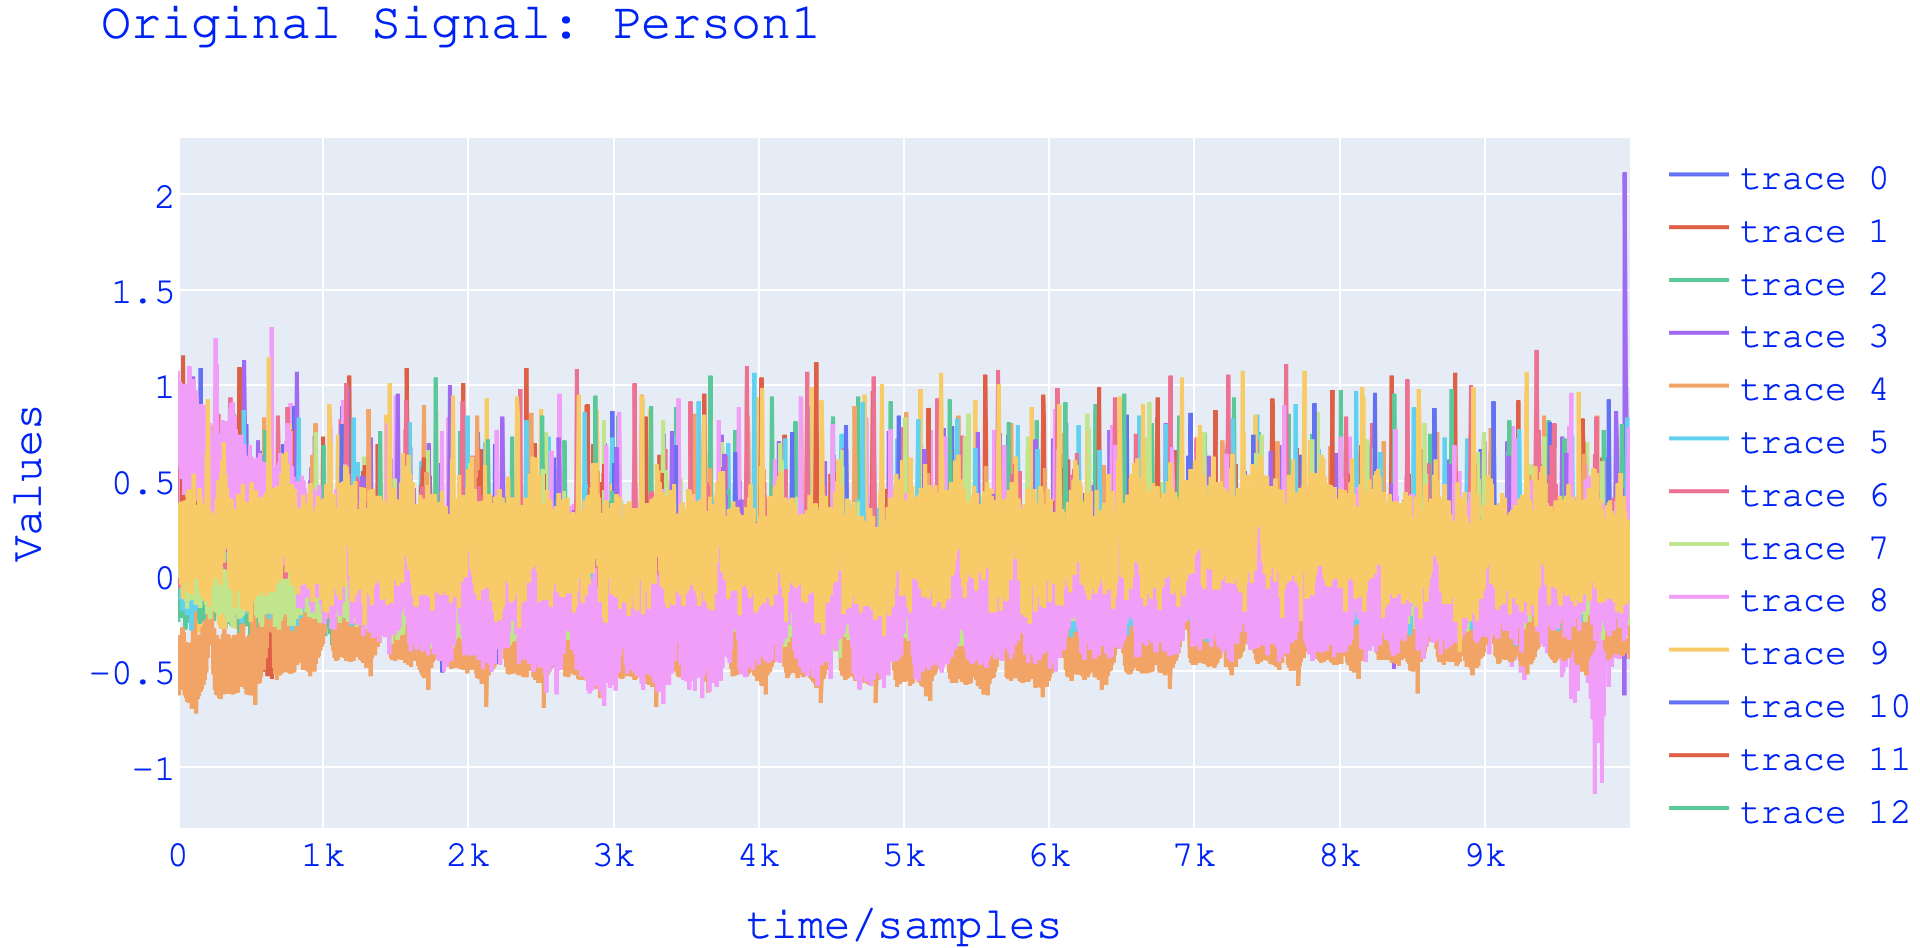 Original Signal: Person1
Values
2
1.5
1
0.5
0
−0.5
−1
0 1k 2k 3k 4k 5k 6k 7k 8k 9k
time/samples
trace 0
trace 1
trace 2
trace 3
trace 4
trace 5
trace 6
trace 7
trace 8
trace 9
trace 10
trace 11
trace 12